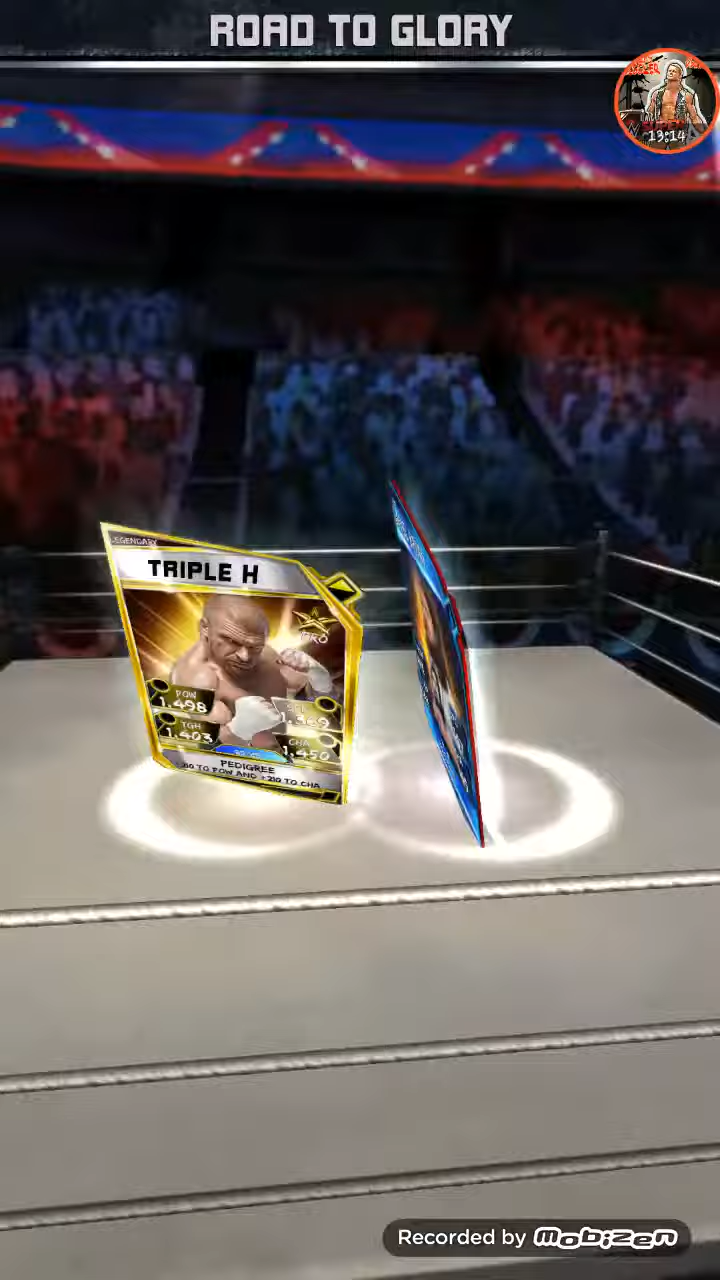 ROAD TO GLORY
13:14
LEGENDARY
TRIPLE H
PRO
POW
1,498
TGH
1,403
CHA
1,450
PEDIGREE
TO POW AND +210 TO CHA
Recorded by Mobizen